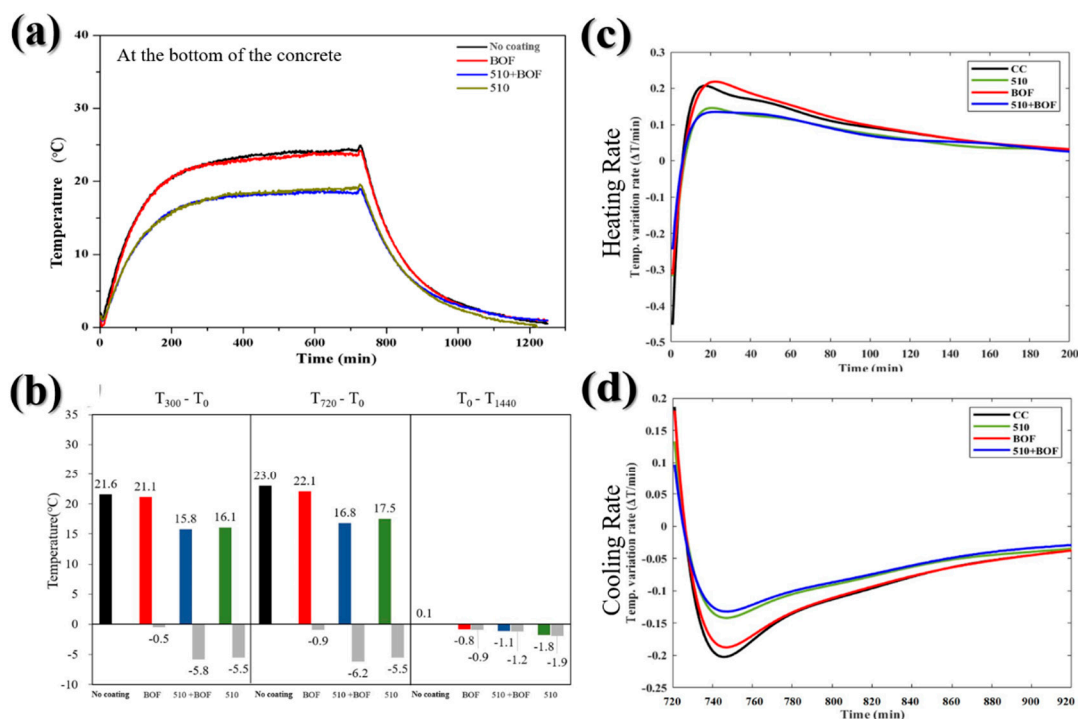 (a)
At the bottom of the concrete
No coating
BOF
510+BOF
510
Temperature (°C)
40
30
20
10
0
0 200 400 600 800 1000 1200
Time (min)
(b)
T300 - T0 T720 - T0 T0 - T1440
Temperature(°C)
35
30
25
20
15
10
5
0
-5
-10
21.6 21.1 15.8 16.1
-0.5 -5.8 -5.5
23.0 22.1 16.8 17.5
-0.9 -6.2 -5.5
0.1
-0.8 -0.9 -1.1 -1.2 -1.8 -1.9
No coating BOF 510 +BOF 510 No coating BOF 510 +BOF 510 No coating BOF 510 +BOF 510
(c)
Heating Rate
Temp. variation rate (ΔT/min)
CC
510
BOF
510+BOF
0.3
0.2
0.1
0
-0.1
-0.2
-0.3
-0.4
-0.5
0 20 40 60 80 100 120 140 160 180 200
Time (min)
(d)
Cooling Rate
Temp. variation rate (ΔT/min)
CC
510
BOF
510+BOF
0.2
0.15
0.1
0.05
0
-0.05
-0.1
-0.15
-0.2
-0.25
720 740 760 780 800 820 840 860 880 900 920
Time (min)